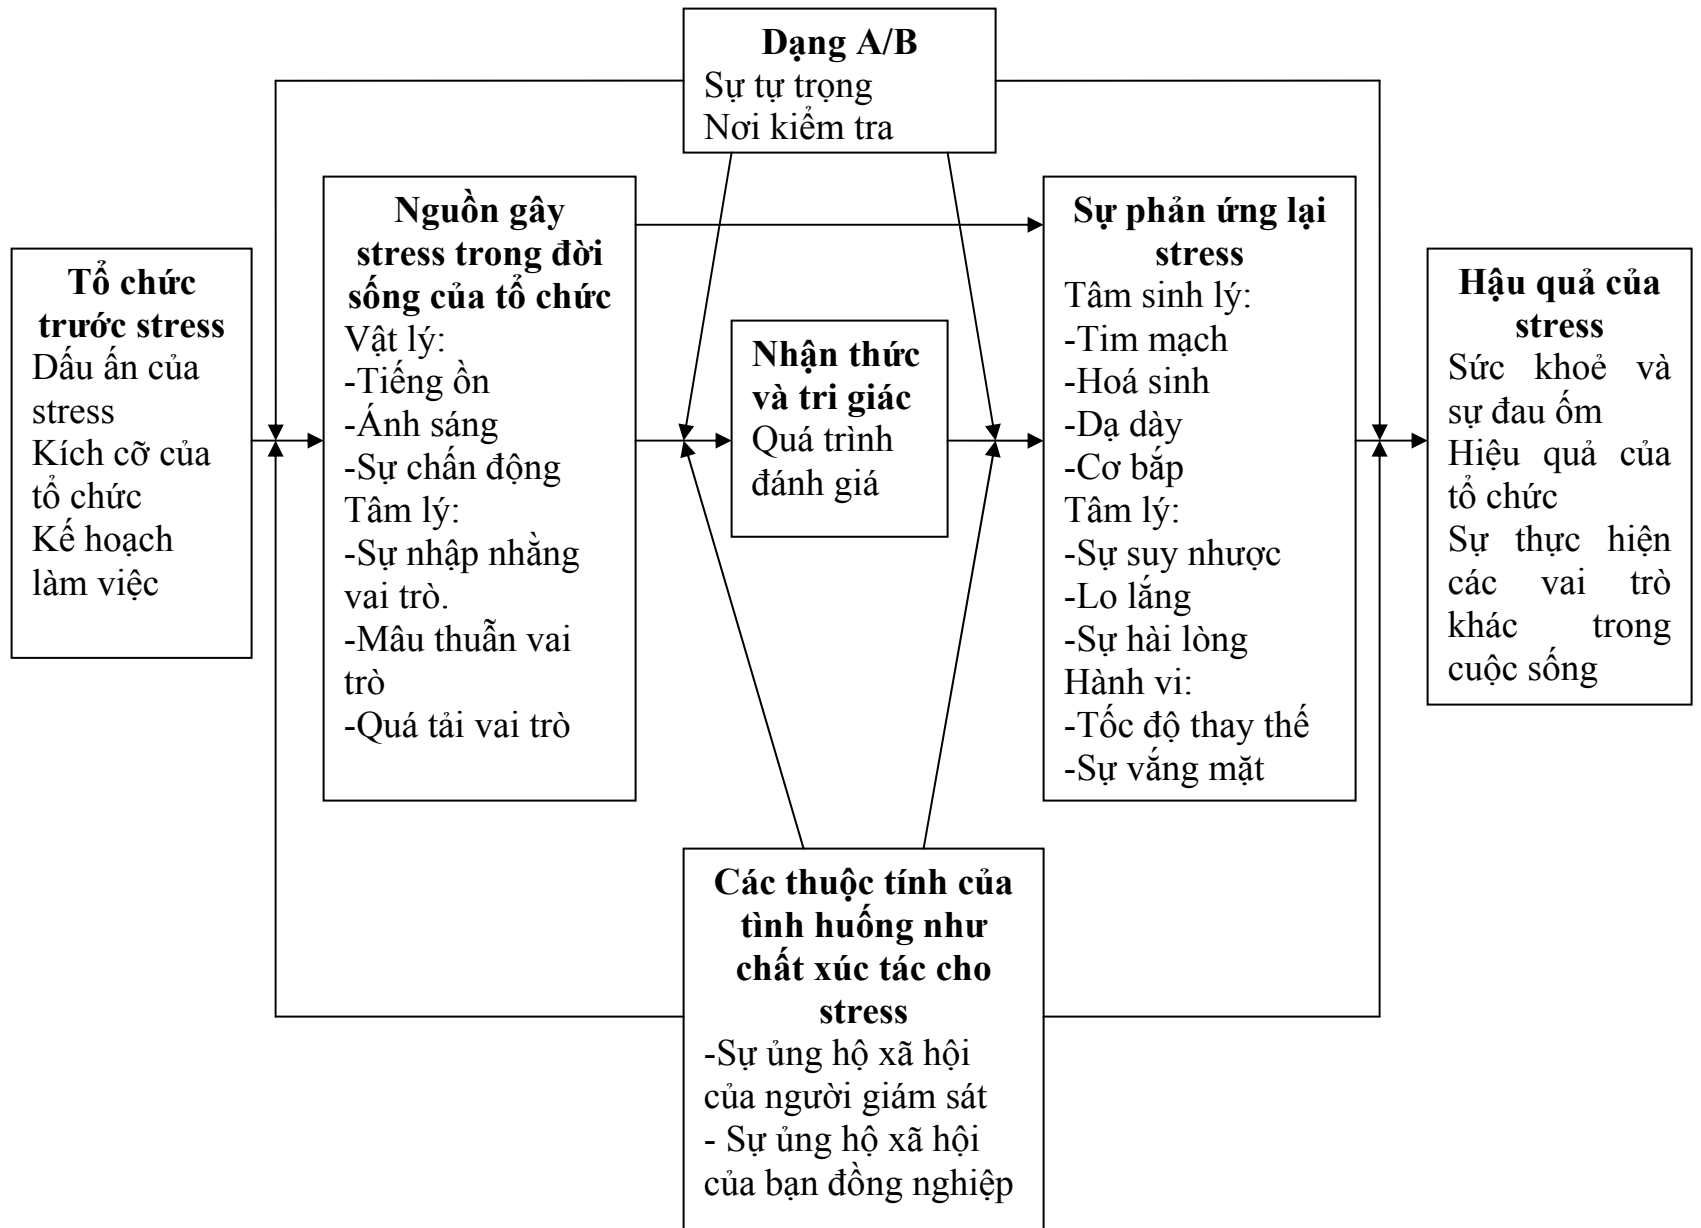 Dạng A/B
Sự tự trọng
Nơi kiểm tra
Tổ chức
trước stress
Dấu ấn của
stress
Kích cỡ của
tổ chức
Kế hoạch
làm việc
Nguồn gây
stress trong đời
sống của tổ chức
Vật lý:
-Tiếng ồn
-Ánh sáng
-Sự chấn động
Tâm lý:
-Sự nhập nhằng
vai trò.
-Mâu thuẫn vai
trò
-Quá tải vai trò
Nhận thức
và tri giác
Quá trình
đánh giá
Sự phản ứng lại
stress
Tâm sinh lý:
-Tim mạch
-Hoá sinh
-Dạ dày
-Cơ bắp
Tâm lý:
-Sự suy nhược
-Lo lắng
-Sự hài lòng
Hành vi:
-Tốc độ thay thế
-Sự vắng mặt
Hậu quả của
stress
Sức khoẻ và
sự đau ốm
Hiệu quả của
tổ chức
Sự thực hiện
các vai trò
khác trong
cuộc sống
Các thuộc tính của
tình huống như
chất xúc tác cho
stress
-Sự ủng hộ xã hội
của người giám sát
- Sự ủng hộ xã hội
của bạn đồng nghiệp